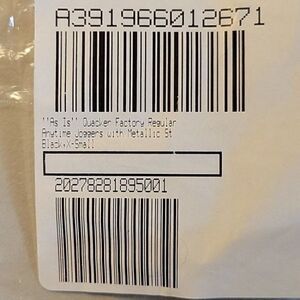 A391966012671
''As Is'' Quacker Factory Regular
Anytime Joggers with Metallic St
Black,X-Small
20278281895001